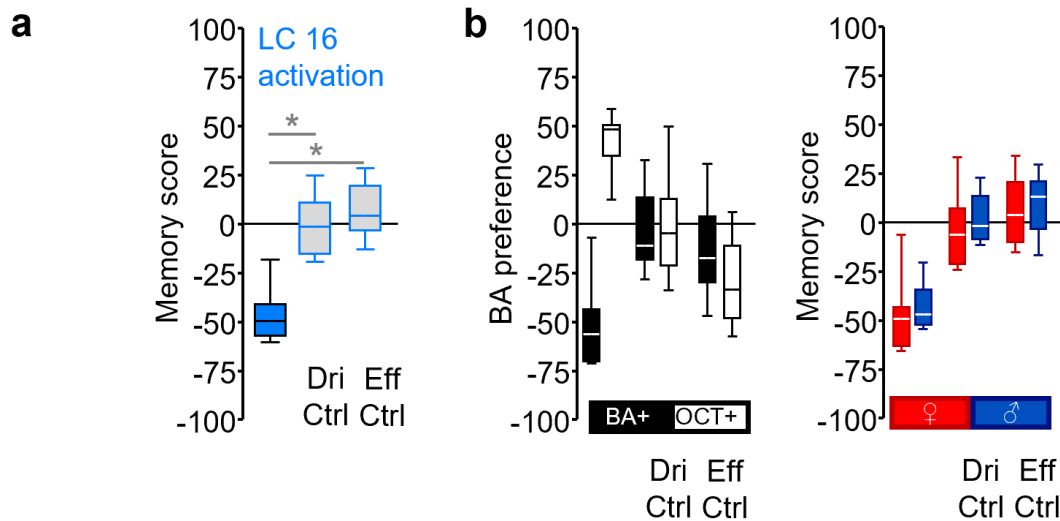 a
LC 16
activation
Memory score
100
75
50
25
0
-25
-50
-75
-100
*
*
Dri
Ctrl
Eff
Ctrl
b
BA preference
100
75
50
25
0
-25
-50
-75
-100
BA+
OCT+
Dri
Ctrl
Eff
Ctrl
Memory score
100
75
50
25
0
-25
-50
-75
-100
♀
♂
Dri
Ctrl
Eff
Ctrl